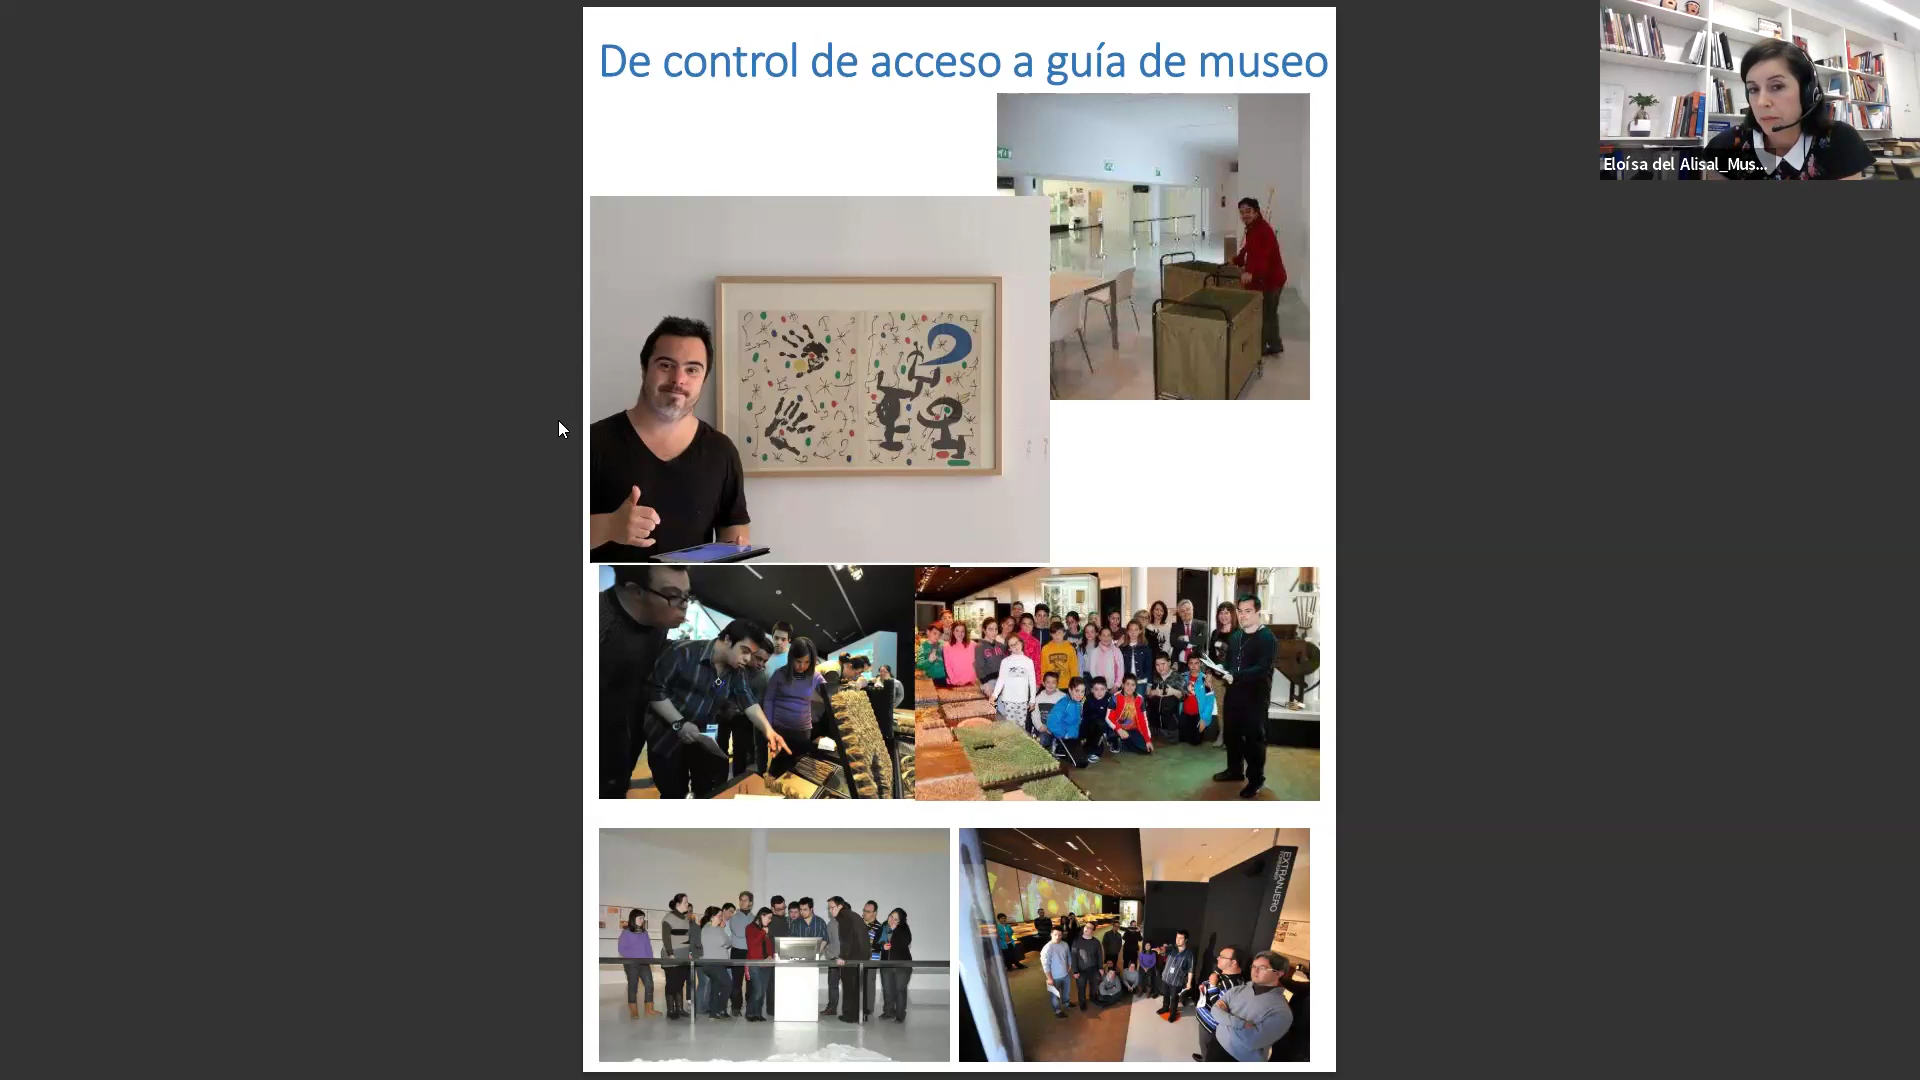 De control de acceso a guía de museo
Eloísa del Alisal_Mus...
EXTRANJERO